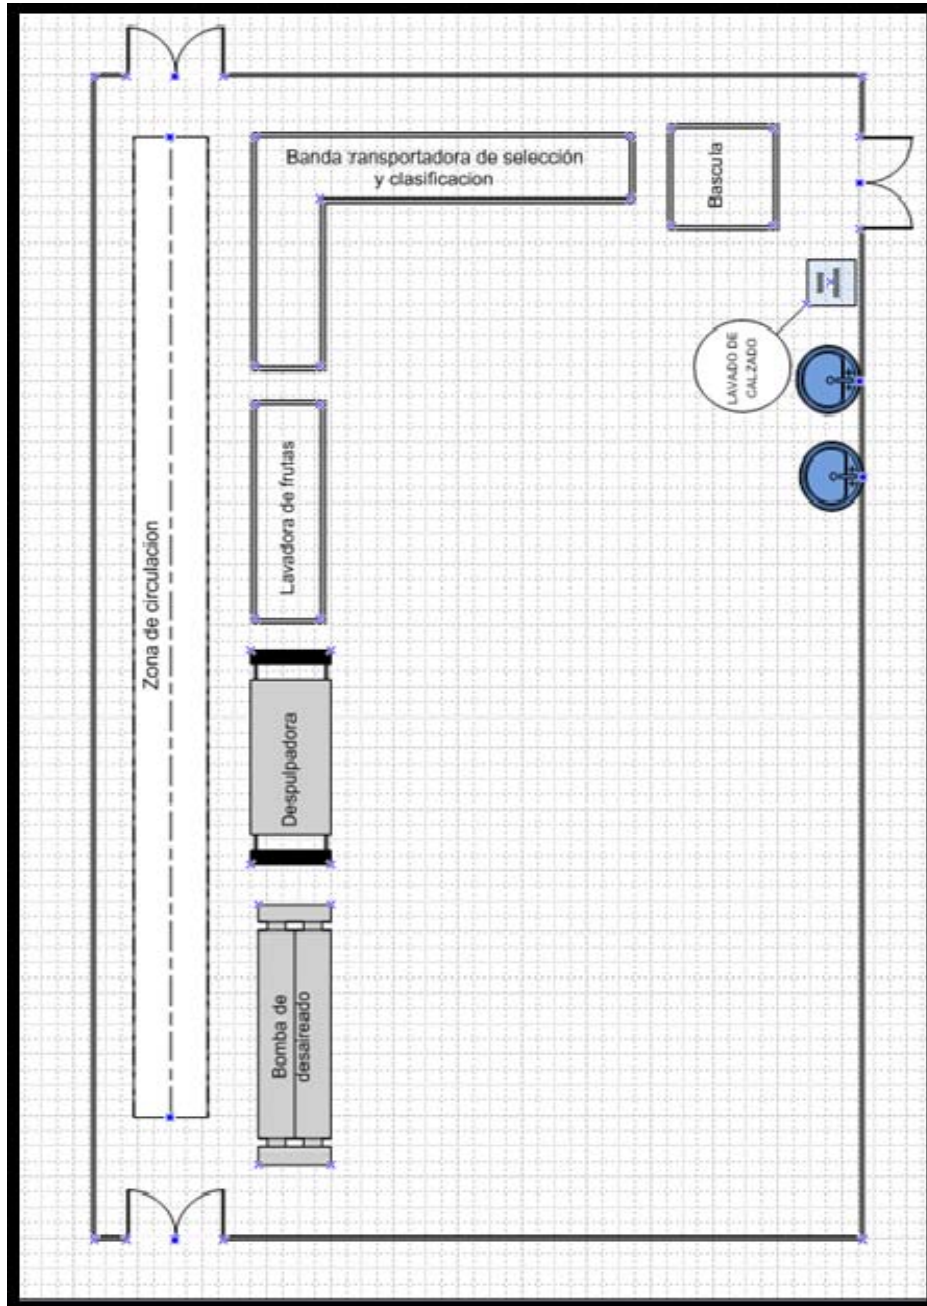 Banda transportadora de selección
y clasificacion
Bascula
LAVADO DE
CALZADO
Lavadora de frutas
Zona de circulacion
Despulpadora
Bomba de
desaireado